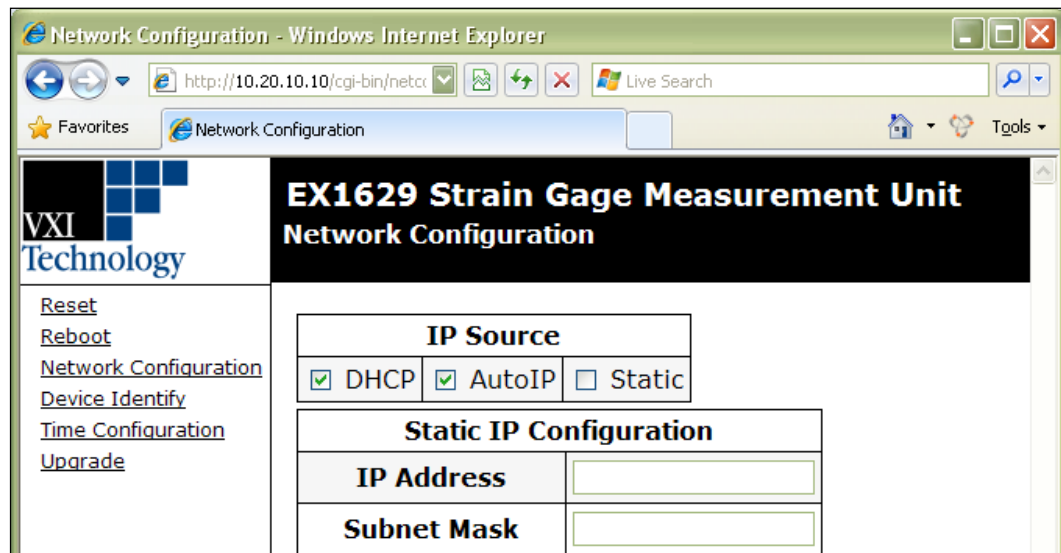 Network Configuration - Windows Internet Explorer
http://10.20.10.10/cgi-bin/netc
Live Search
Favorites
Network Configuration
Tools
VXI
Technology
EX1629 Strain Gage Measurement Unit
Network Configuration
Reset
Reboot
Network Configuration
Device Identify
Time Configuration
Upgrade
IP Source
DHCP AutoIP Static
Static IP Configuration
IP Address
Subnet Mask